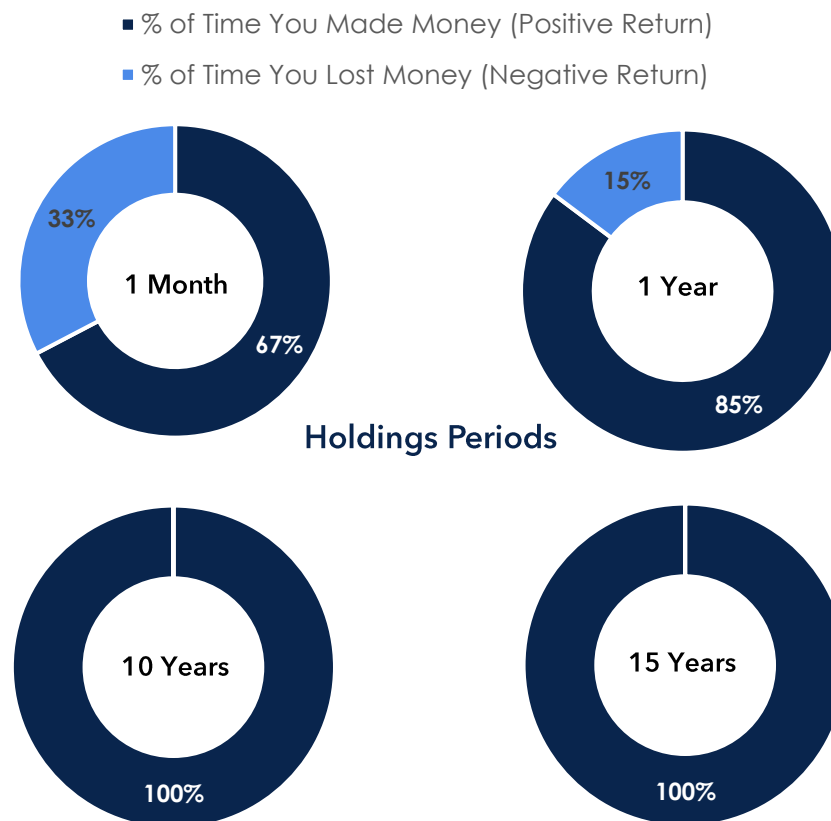 % of Time You Made Money (Positive Return)
% of Time You Lost Money (Negative Return)
33%
1 Month
67%
15%
1 Year
85%
Holdings Periods
10 Years
100%
15 Years
100%